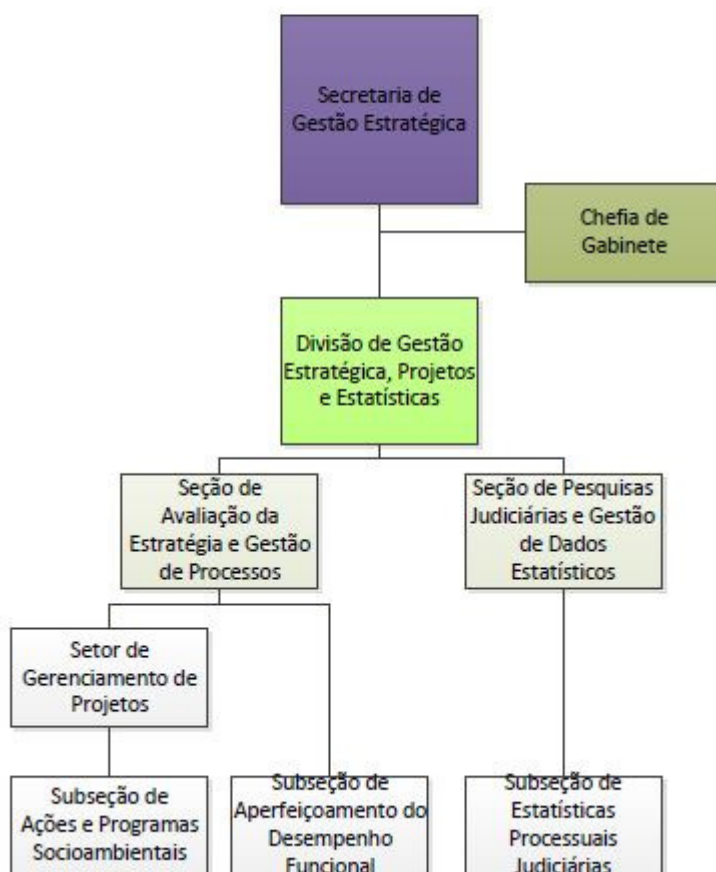 Secretaria de
Gestão Estratégica
Chefia de
Gabinete
Divisão de Gestão
Estratégica, Projetos
e Estatísticas
Seção de
Avaliação da
Estratégia e Gestão
de Processos
Seção de Pesquisas
Judiciárias e Gestão
de Dados
Estatísticos
Setor de
Gerenciamento de
Projetos
Subseção de
Ações e Programas
Socioambientais
Subseção de
Aperfeiçoamento do
Desempenho
Funcional
Subseção de
Estatísticas
Processuais
Judiciárias